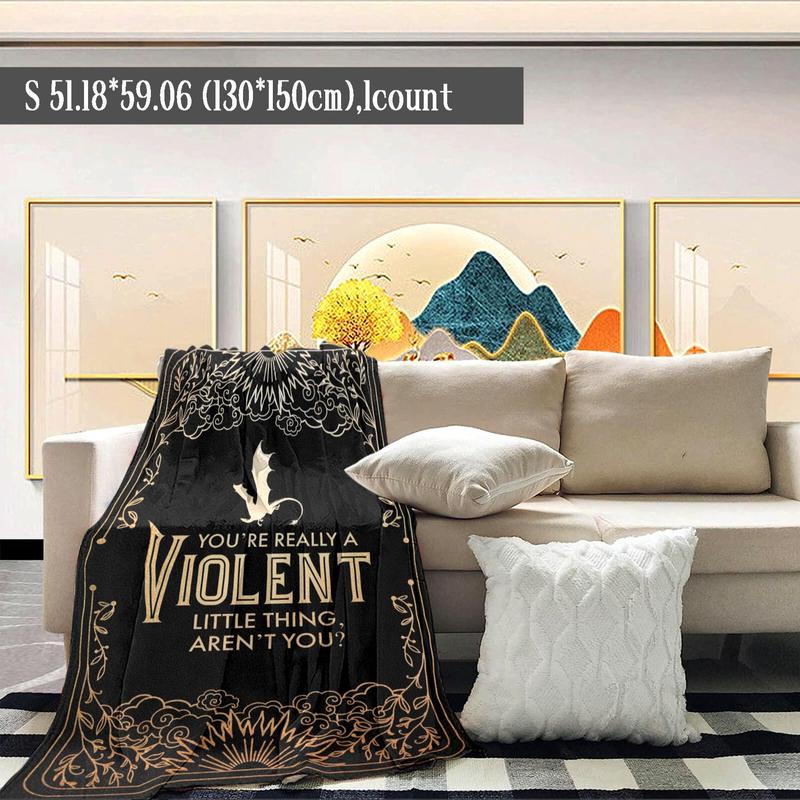 S 51.18*59.06 (130*150cm),1count
YOU'RE REALLY A
VIOLENT
LITTLE THING,
AREN'T YOU?